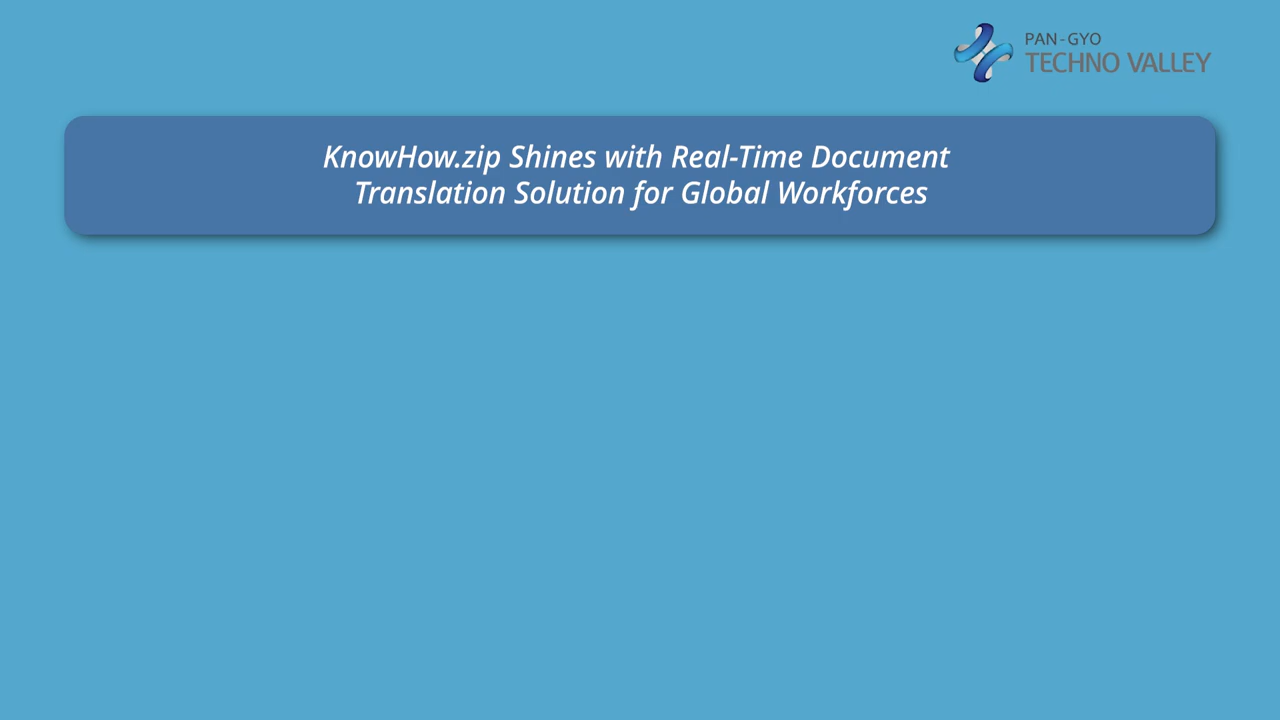 PAN-GYO
TECHNO VALLEY
KnowHow.zip Shines with Real-Time Document
Translation Solution for Global Workforces